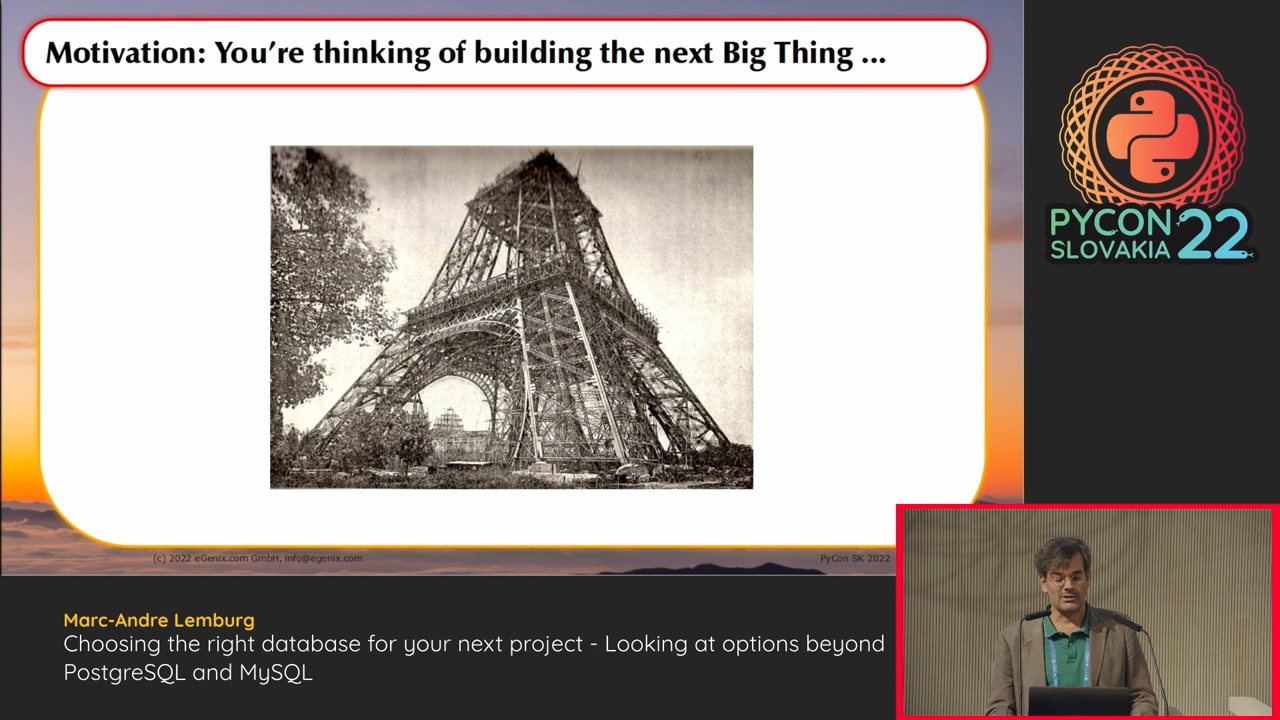 Motivation: You're thinking of building the next Big Thing ...
PYCON
SLOVAKIA 22
(c) 2022 eGenix.com GmbH, info@egenix.com
PyCon SK 2022
Marc-Andre Lemburg
Choosing the right database for your next project - Looking at options beyond
PostgreSQL and MySQL